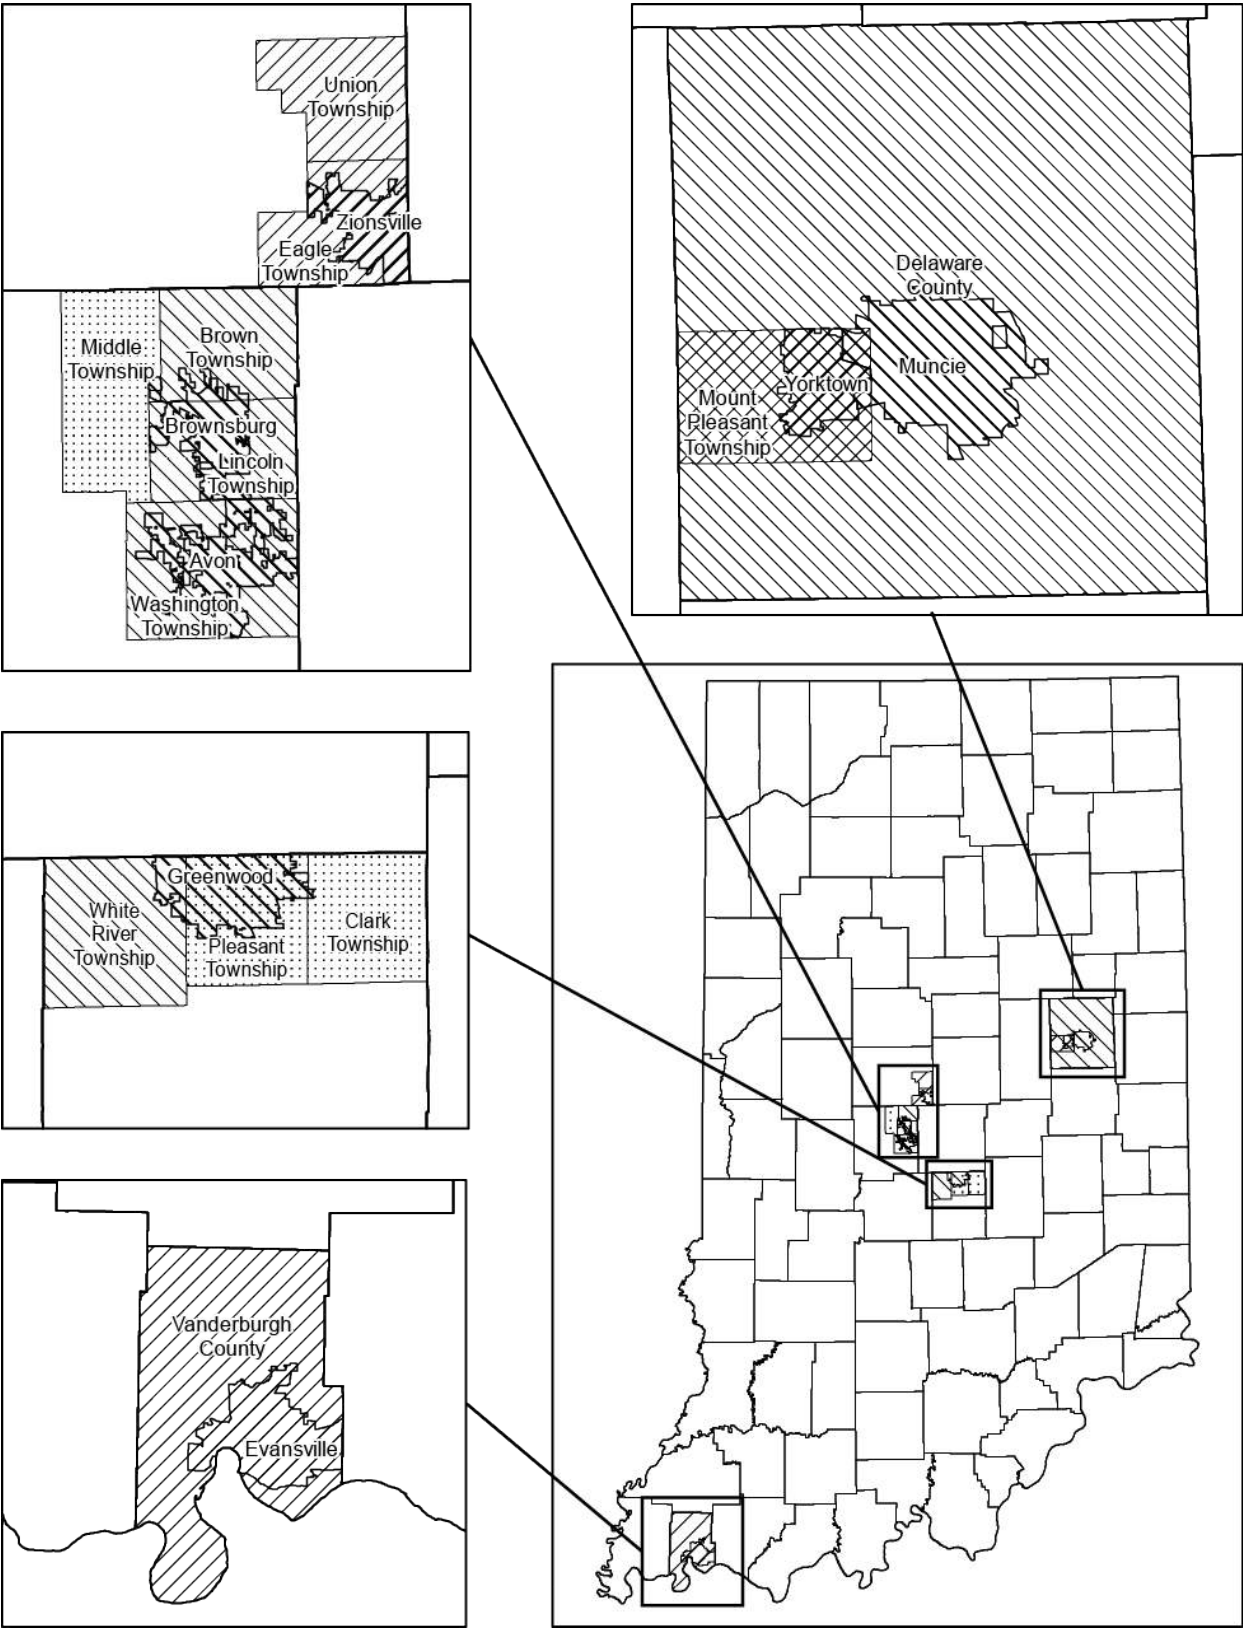 Union
Township
Zionsville
Eagle
Township
Middle
Township
Brown
Township
Brownsburg
Lincoln
Township
Avon
Washington
Township
Delaware
County
Muncie
Yorktown
Mount
Pleasant
Township
Greenwood
White
River
Township
Pleasant
Township
Clark
Township
Vanderburgh
County
Evansville